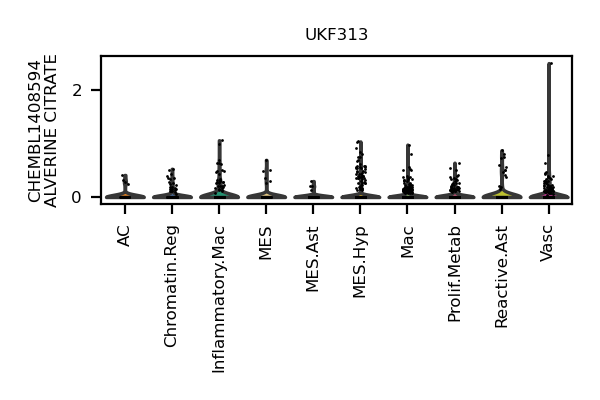 UKF313
CHEMBL1408594
ALVERINE CITRATE
2
0
AC
Chromatin.Reg
Inflammatory.Mac
MES
MES.Ast
MES.Hyp
Mac
Prolif.Metab
Reactive.Ast
Vasc